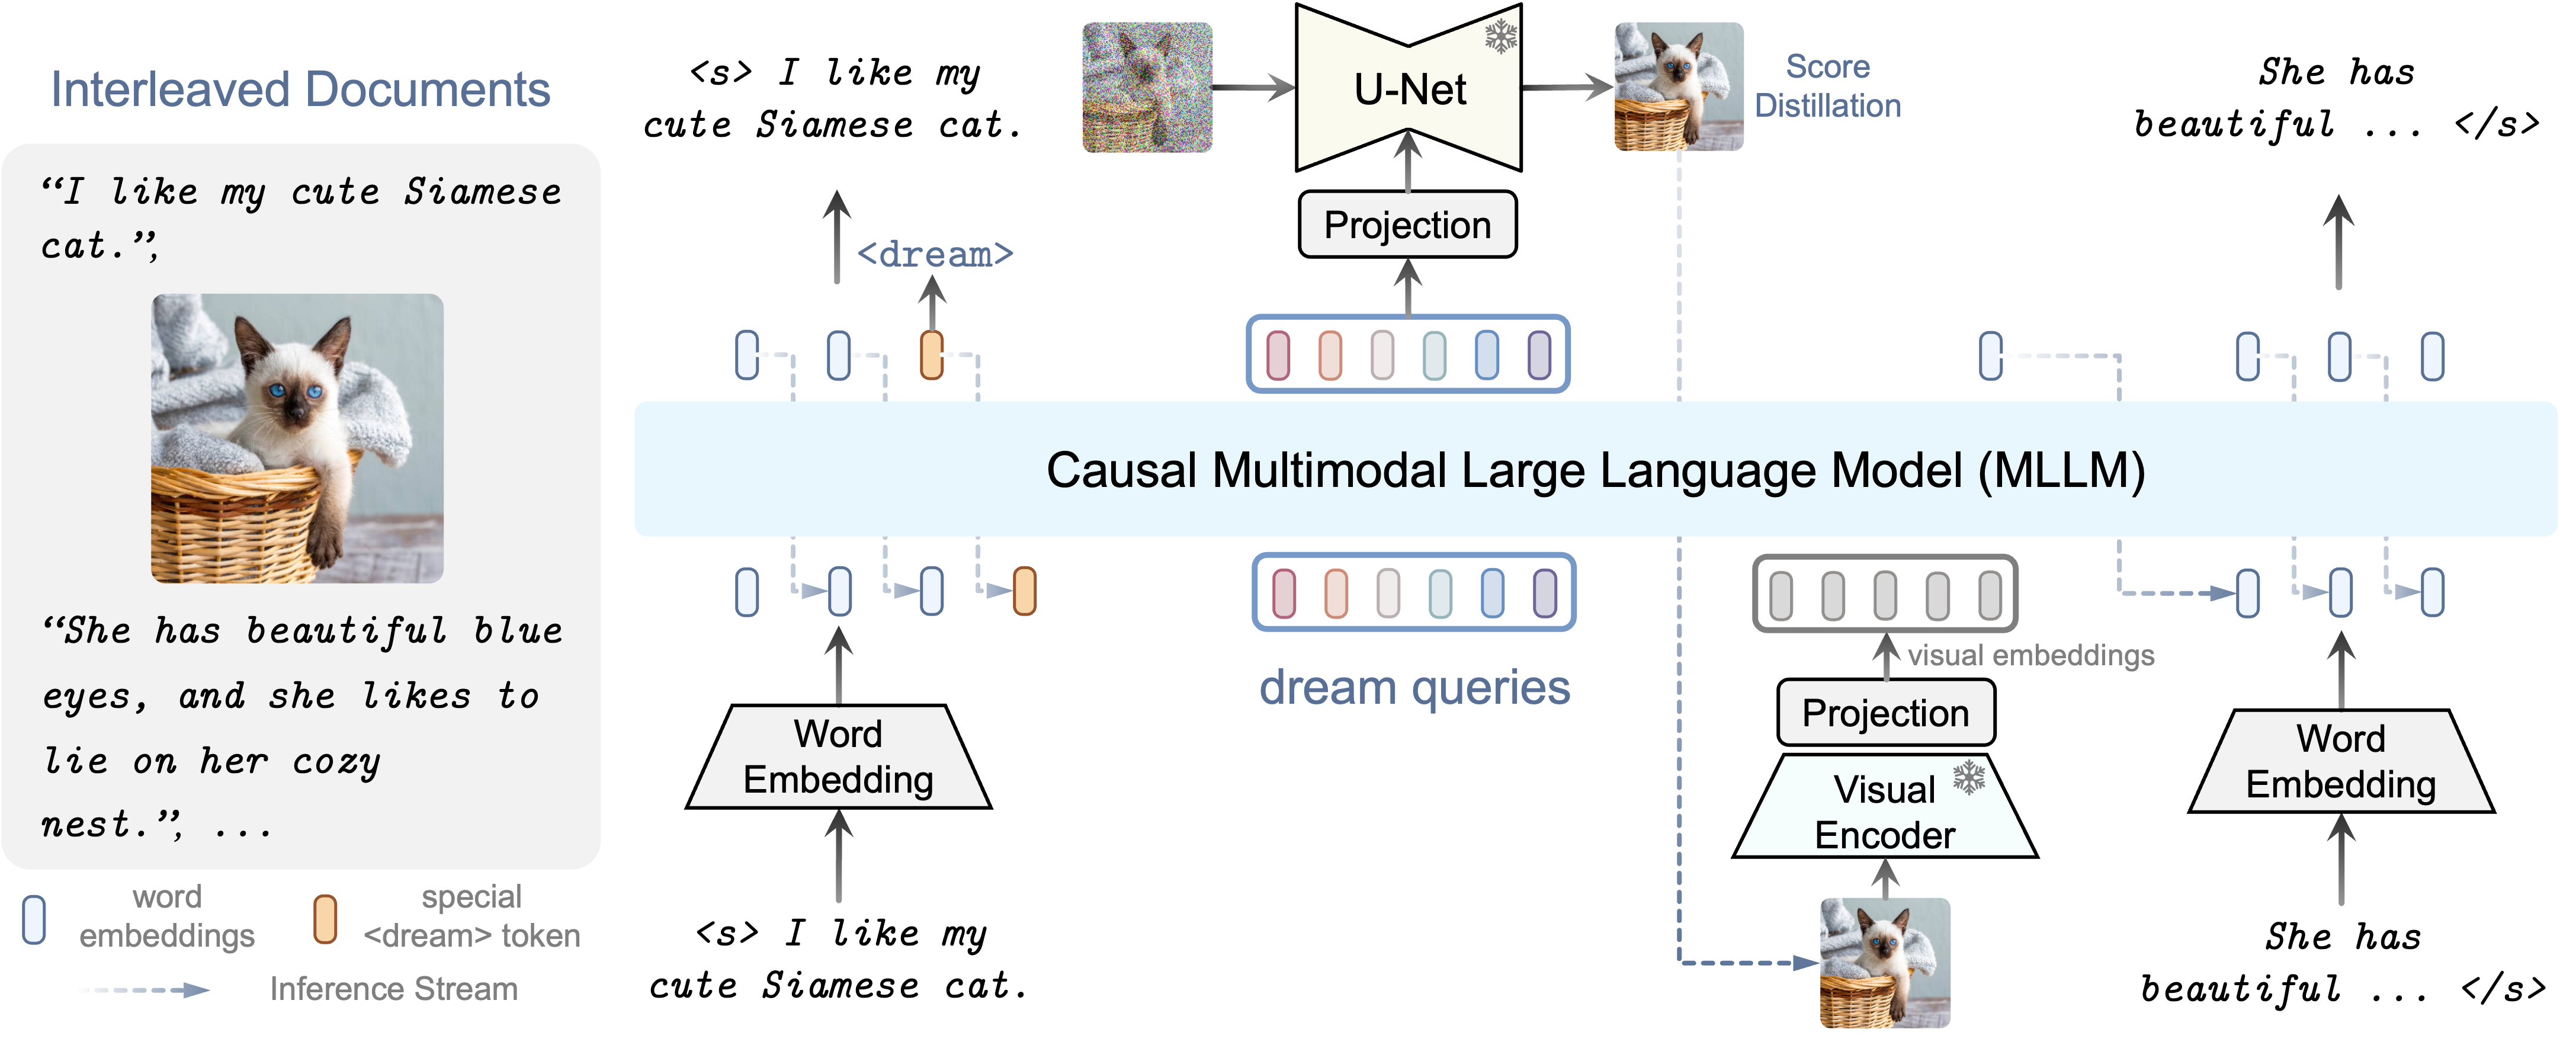 Interleaved Documents
“I like my cute Siamese
cat.”,
“She has beautiful blue
eyes, and she likes to
lie on her cozy
nest.”, ...
word
embeddings
special
<dream> token
Inference Stream
<s> I like my
cute Siamese cat.
<dream>
U-Net
Projection
Score
Distillation
She has
beautiful ... </s>
Causal Multimodal Large Language Model (MLLM)
dream queries
visual embeddings
Projection
Visual
Encoder
Word
Embedding
<s> I like my
cute Siamese cat.
Word
Embedding
She has
beautiful ... </s>